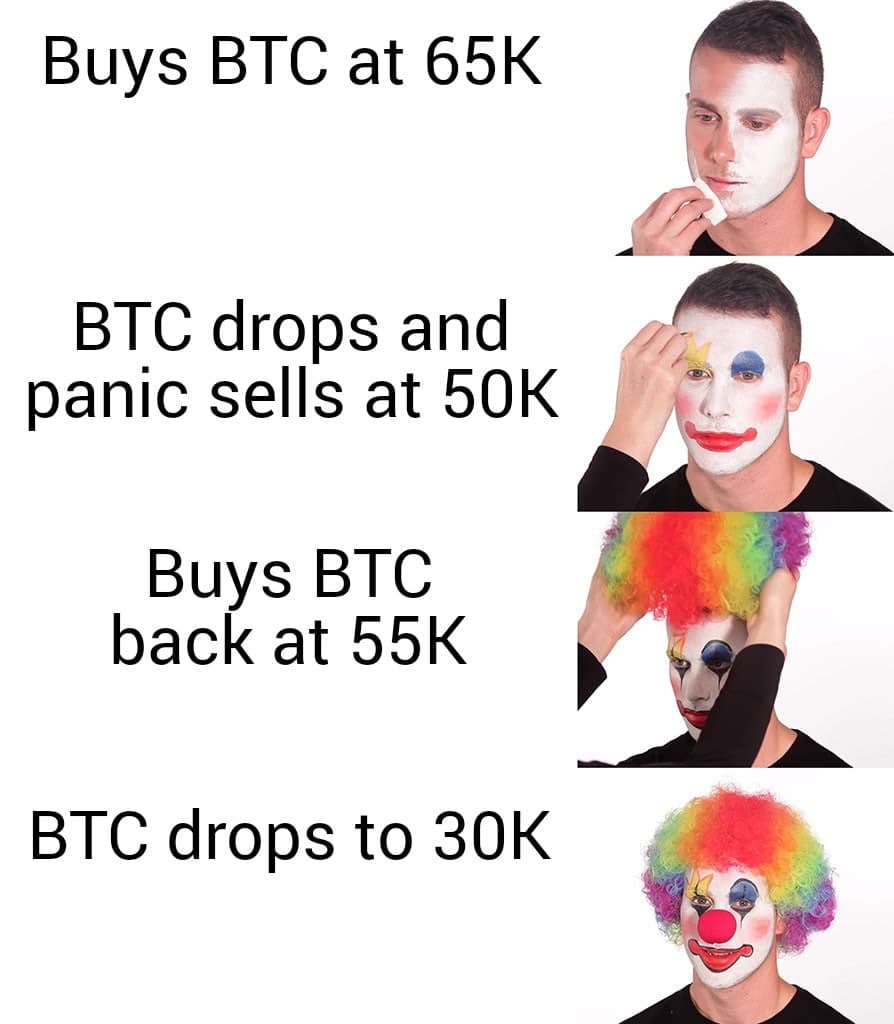 Buys BTC at 65K
BTC drops and
panic sells at 50K
Buys BTC
back at 55K
BTC drops to 30K